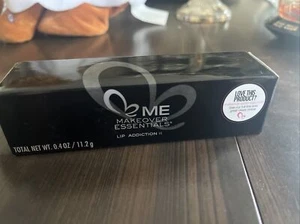 ME
MAKEOVER
ESSENTIALS®
LIP ADDICTION
TOTAL NET WT. 0.4 OZ / 11.2 g
LOVE THIS
PRODUCT?